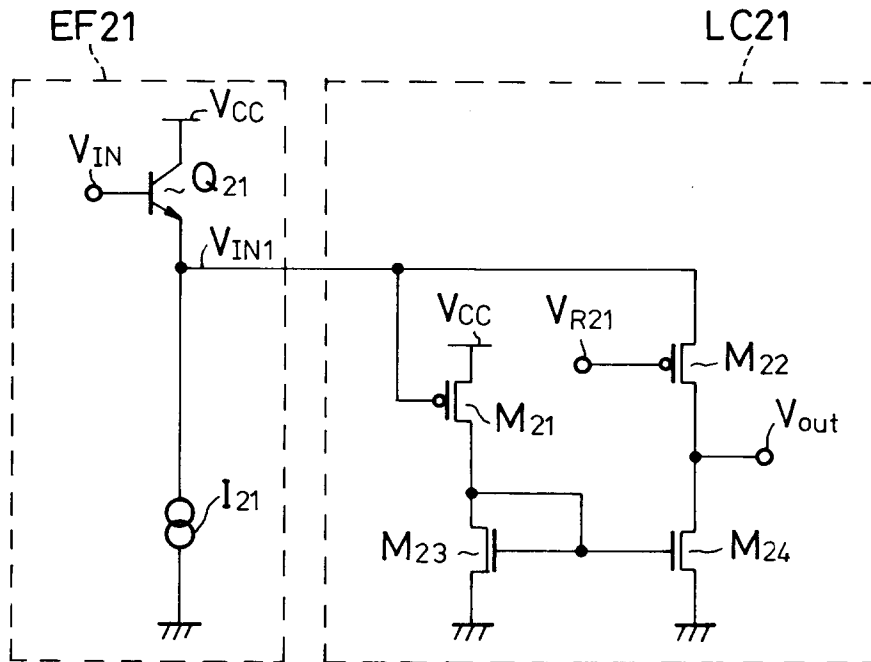 EF21
LC21
VCC
VIN
Q21
VIN1
VCC
VR21
M22
M21
Vout
I21
M23
M24